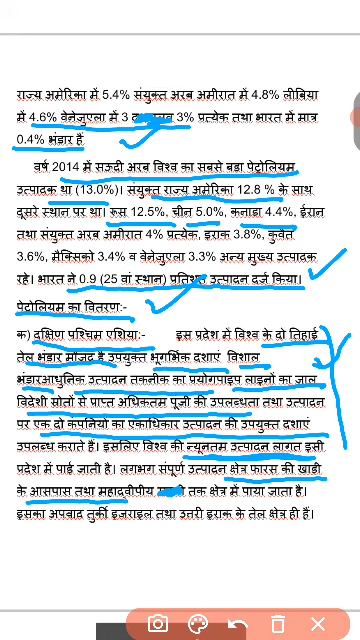 राज्य अमेरिका में 5.4% संयुक्त अरब अमीरात में 4.8% लीबिया
में 4.6% वेनेजुएला में 3 3% प्रत्येक तथा भारत में मात्र
0.4% भंडार हैं
वर्ष 2014 में सऊदी अरब विश्व का सबसे बडा पेट्रोलियम
उत्पादक था (13.0%)। संयुक्त राज्य अमेरिका 12.8 % के साथ
दूसरे स्थान पर था। रूस 12.5%, चीन 5.0%, कनाडा 4.4%, ईरान
तथा संयुक्त अरब अमीरात 4% प्रत्येक, इराक 3.8%, कुवैत
3.6%, मैक्सिको 3.4% व वेनेजुएला 3.3% अन्य मुख्य उत्पादक
रहे। भारत ने 0.9 (25 वां स्थान) प्रतिशत उत्पादन दर्ज किया।
पेटोलियम का वितरण:-
क) दक्षिण पश्चिम एशिया:- इस प्रदेश में विश्व के दो तिहाई
तेल भंडार मौजद है उपयुक्त भूगर्भिक दशाएं विशाल
भंडारआधुनिक उत्पादन तकनीक का प्रयोगपाइप लाइनों का जाल
विदेशी स्रोतों से प्राप्त अधिकतम पूजी की उपलब्धता तथा उत्पादन
पर एक दो कंपनियो का एकाधिकार उत्पादन की उपयुक्त दशाएं
उपलब्ध कराते हैं। इसलिए विश्व की न्यूनतम उत्पादन लागत इसी
प्रदेश में पाई जाती है। लगभग संपूर्ण उत्पादन क्षेत्र फारस की खाडी
के आसपास तथा महाद्वीपीय तक क्षेत्र में पाया जाता है।
इसका अपवाद तुर्की इजराइल तथा उत्तरी इराक के तेल क्षेत्र ही हैं।